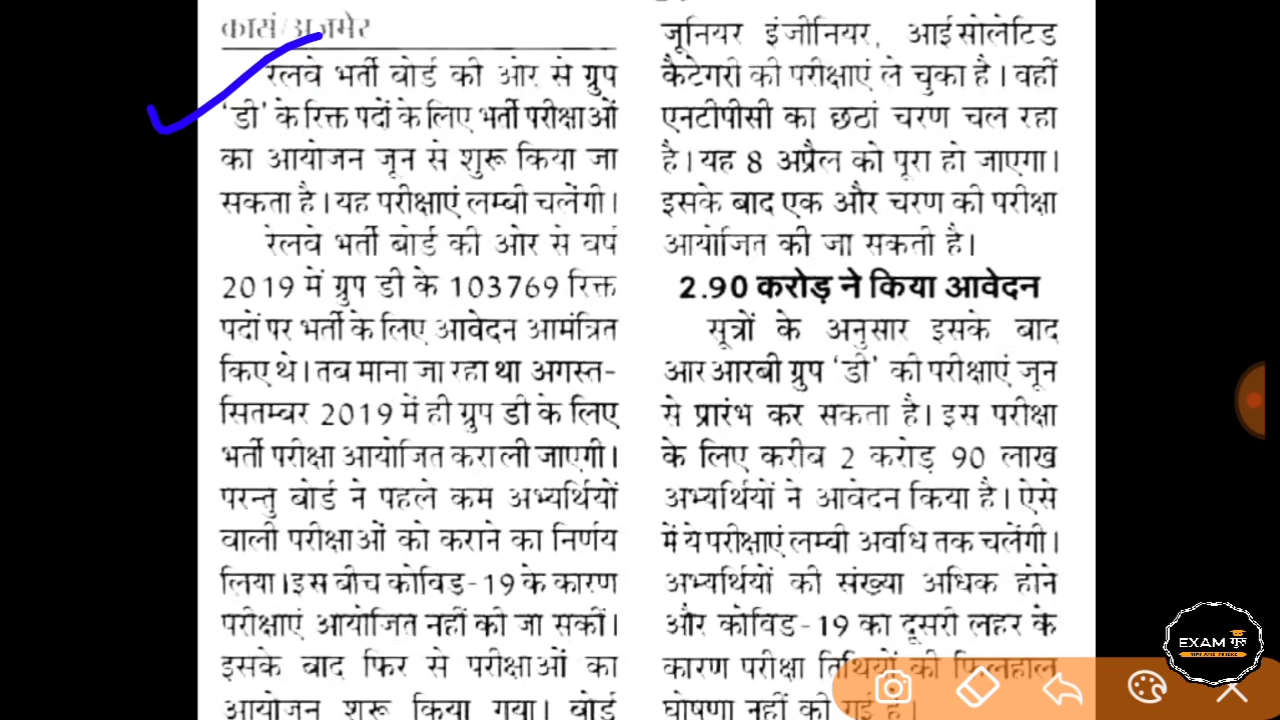 कासं/अजमेर
रेलवे भर्ती बोर्ड की ओर से ग्रुप
'डी' के रिक्त पदों के लिए भर्ती परीक्षाओं
का आयोजन जून से शुरू किया जा
सकता है। यह परीक्षाएं लम्बी चलेंगी।
रेलवे भर्ती बोर्ड की ओर से वर्ष
2019 में ग्रुप डी के 103769 रिक्त
पदों पर भर्ती के लिए आवेदन आमंत्रित
किए थे। तब माना जा रहा था अगस्त-
सितम्बर 2019 में ही ग्रुप डी के लिए
भर्ती परीक्षा आयोजित करा ली जाएगी।
परन्तु बोर्ड ने पहले कम अभ्यर्थियों
वाली परीक्षाओं को कराने का निर्णय
लिया। इस बीच कोविड-19 के कारण
परीक्षाएं आयोजित नहीं की जा सकीं।
इसके बाद फिर से परीक्षाओं का
आयोजन शुरू किया गया। बोर्ड
जूनियर इंजीनियर, आईसोलेटिड
कैटेगरी की परीक्षाएं ले चुका है। वहीं
एनटीपीसी का छठां चरण चल रहा
है। यह 8 अप्रैल को पूरा हो जाएगा।
इसके बाद एक और चरण की परीक्षा
आयोजित की जा सकती है।
2.90 करोड़ ने किया आवेदन
सूत्रों के अनुसार इसके बाद
आरआरबी ग्रुप 'डी' की परीक्षाएं जून
से प्रारंभ कर सकता है। इस परीक्षा
के लिए करीब 2 करोड़ 90 लाख
अभ्यर्थियों ने आवेदन किया है। ऐसे
में ये परीक्षाएं लम्बी अवधि तक चलेंगी।
अभ्यर्थियों की संख्या अधिक होने
और कोविड-19 का दूसरी लहर के
कारण परीक्षा तिथियों की फिलहाल
घोषणा नहीं की गई है।
EXAM गुरु